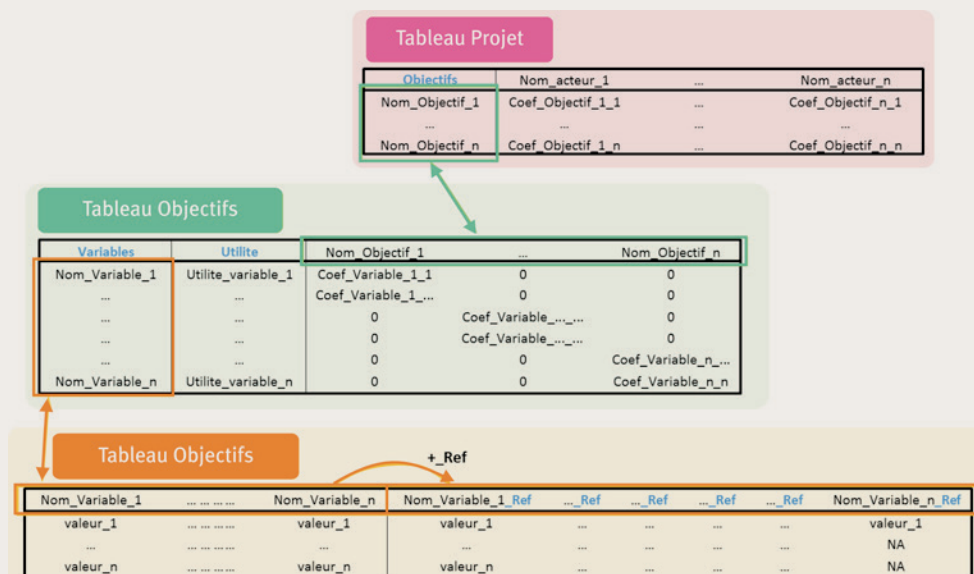 Tableau Projet
Objectifs Nom_acteur_1 ... Nom_acteur_n
Nom_Objectif_1 Coef_Objectif_1_1 ... Coef_Objectif_n_1
... ... ... ...
Nom_Objectif_n Coef_Objectif_1_n ... Coef_Objectif_n_n
Tableau Objectifs
Variables Utilite Nom_Objectif_1 ... Nom_Objectif_n
Nom_Variable_1 Utilite_variable_1 Coef_Variable_1_1 0 0
... ... Coef_Variable_1_... 0 0
... ... 0 Coef_Variable_..._... 0
... ... 0 Coef_Variable_..._... 0
... ... 0 0 Coef_Variable_n_...
Nom_Variable_n Utilite_variable_n 0 0 Coef_Variable_n_n
Tableau Objectifs
+_Ref
Nom_Variable_1 ... ... ... ... Nom_Variable_n Nom_Variable_1_Ref ..._Ref ..._Ref ..._Ref ..._Ref Nom_Variable_n_Ref
valeur_1 ... ... ... ... valeur_1 valeur_1 ... ... ... ... valeur_1
... ... ... ... ... ... ... ... ... ... ... NA
valeur_n ... ... ... ... valeur_n valeur_n ... ... ... ... NA